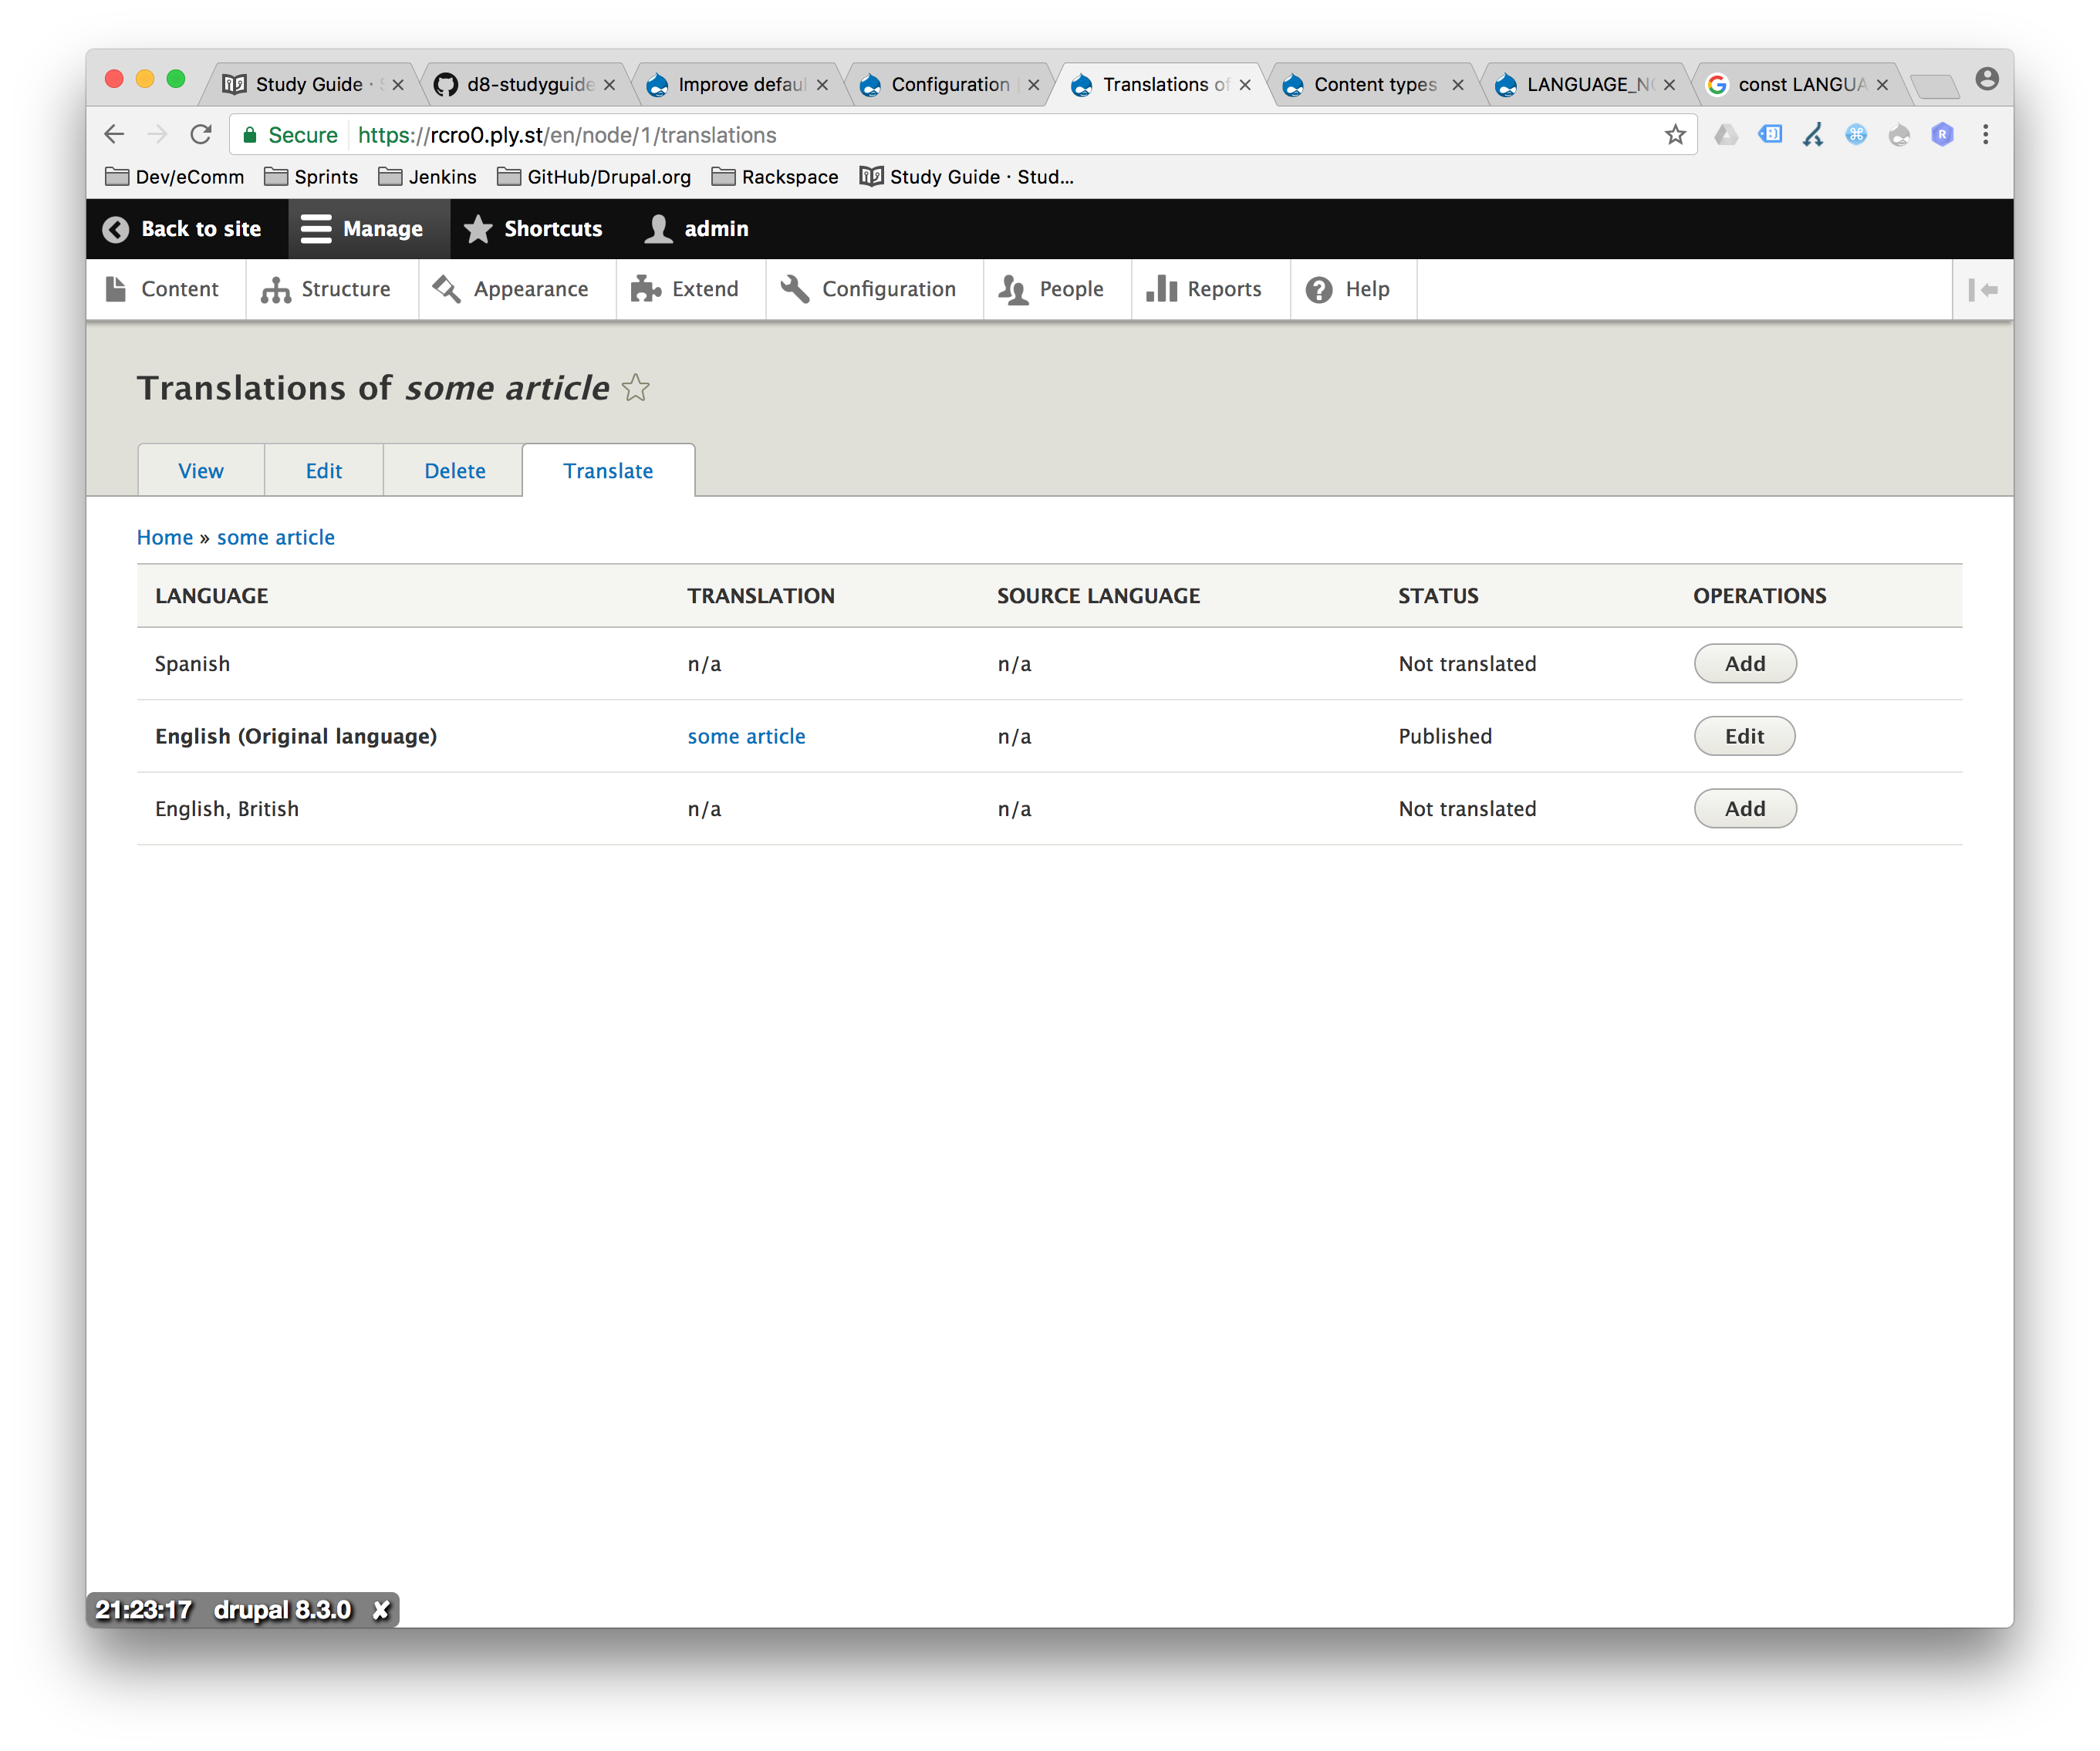 Study Guide · S
d8-studyguide
Improve defaul
Configuration
Translations of
Content types
LANGUAGE_NO
const LANGUA
Secure https://rcro0.ply.st/en/node/1/translations
Dev/eComm Sprints Jenkins GitHub/Drupal.org Rackspace Study Guide · Stud...
Back to site Manage Shortcuts admin
Content Structure Appearance Extend Configuration People Reports Help
Translations of some article
View Edit Delete Translate
Home » some article
LANGUAGE TRANSLATION SOURCE LANGUAGE STATUS OPERATIONS
Spanish n/a n/a Not translated Add
English (Original language) some article n/a Published Edit
English, British n/a n/a Not translated Add
21:23:17 drupal 8.3.0 ✘